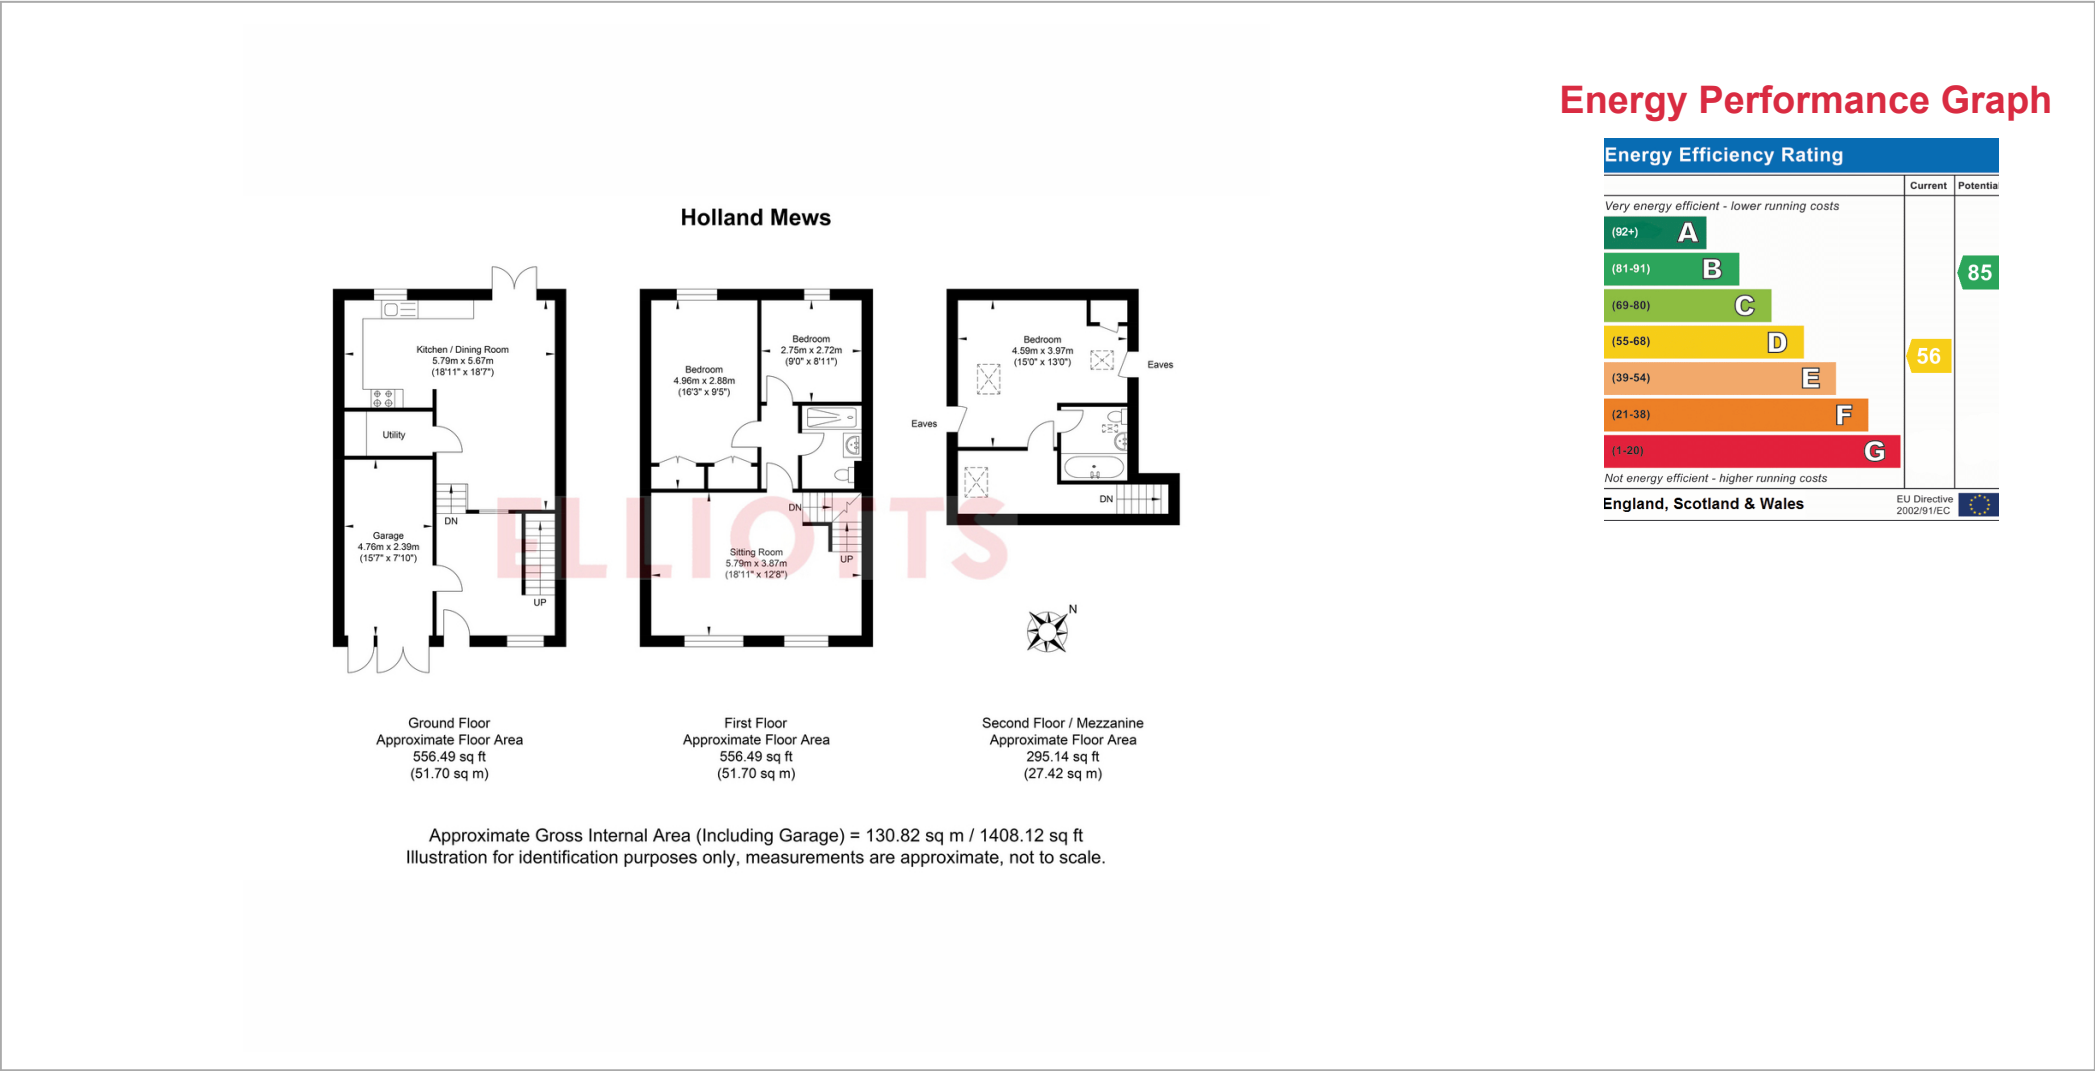 Energy Performance Graph
Energy Efficiency Rating
Current
Potentia
Very energy efficient - lower running costs
(92+) A
(81-91) B
85
(69-80) C
(55-68) D
56
(39-54) E
(21-38) F
(1-20) G
Not energy efficient - higher running costs
England, Scotland & Wales
EU Directive
2002/91/EC
Holland Mews
Kitchen / Dining Room
5.79m x 5.67m
(18'11" x 18'7")
Utility
DN
Garage
4.76m x 2.39m
(15'7" x 7'10")
UP
Bedroom
2.75m x 2.72m
(9'0" x 8'11")
Bedroom
4.96m x 2.88m
(16'3" x 9'5")
DN
UP
Sitting Room
5.79m x 3.87m
(18'11" x 12'8")
Bedroom
4.59m x 3.97m
(15'0" x 13'0")
Eaves
Eaves
DN
N
ELLIOTTS
Ground Floor
Approximate Floor Area
556.49 sq ft
(51.70 sq m)
First Floor
Approximate Floor Area
556.49 sq ft
(51.70 sq m)
Second Floor / Mezzanine
Approximate Floor Area
295.14 sq ft
(27.42 sq m)
Approximate Gross Internal Area (Including Garage) = 130.82 sq m / 1408.12 sq ft
Illustration for identification purposes only, measurements are approximate, not to scale.